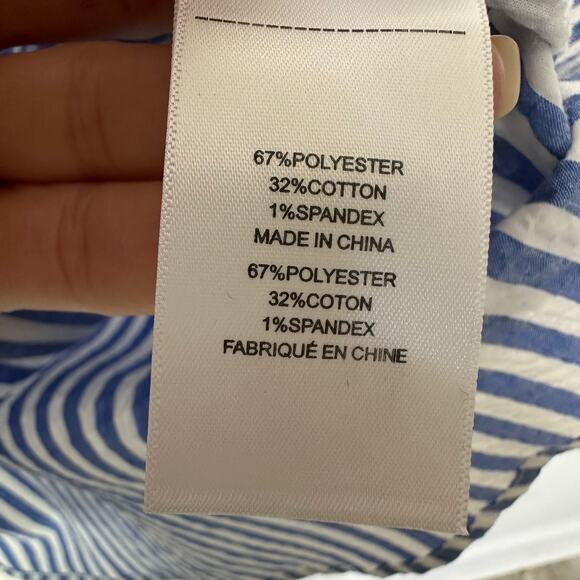 67%POLYESTER
32%COTTON
1%SPANDEX
MADE IN CHINA
67%POLYESTER
32%COTON
1%SPANDEX
FABRIQUÉ EN CHINE